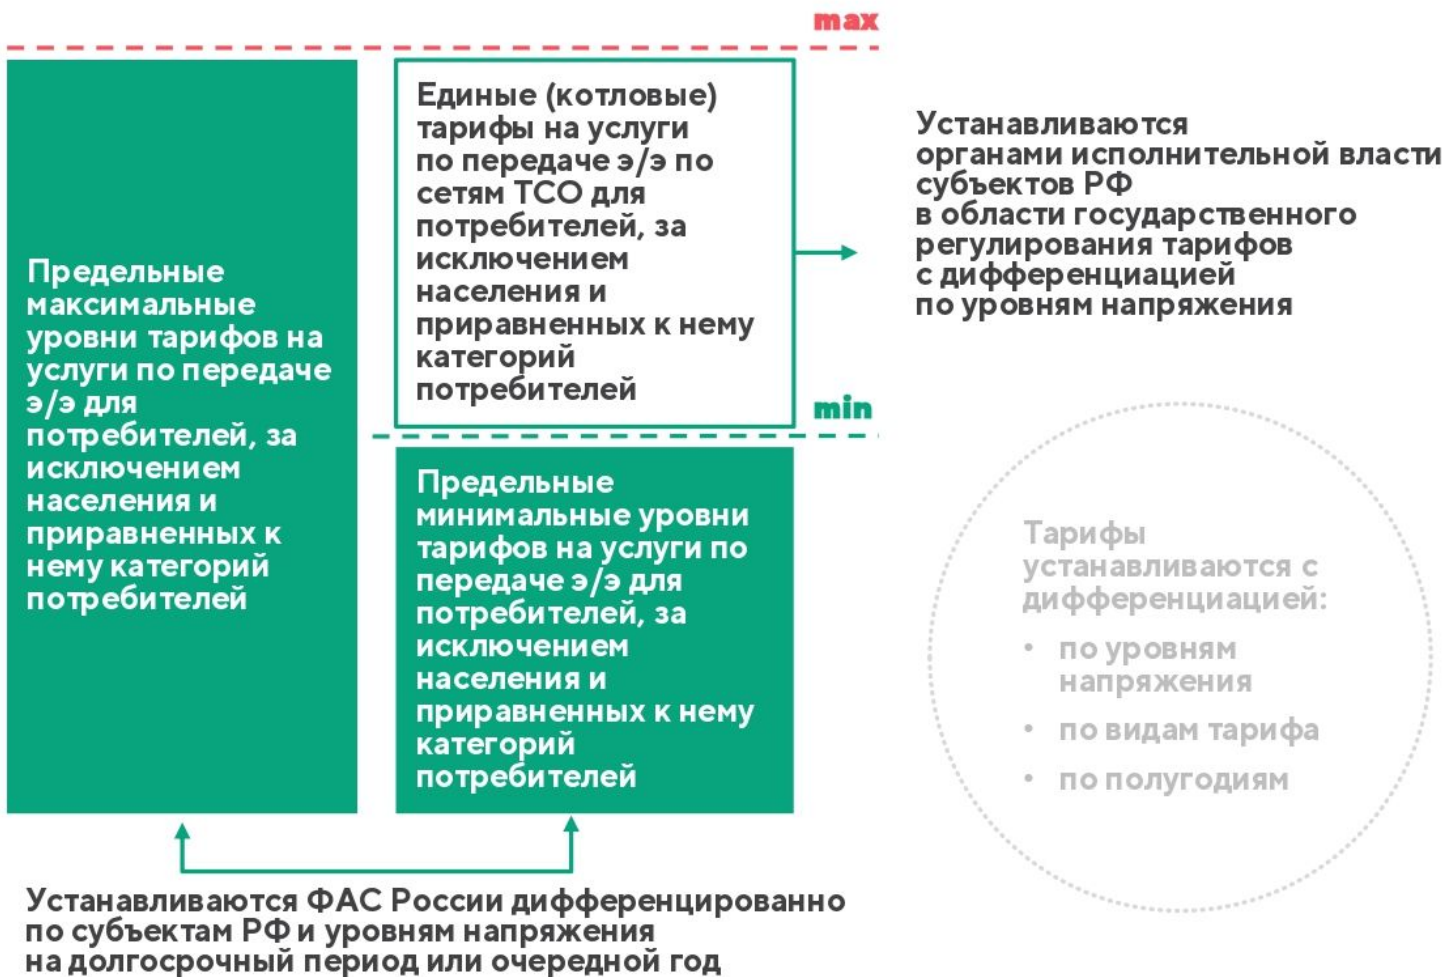 max
Предельные
максимальные
уровни тарифов на
услуги по передаче
э/э для
потребителей, за
исключением
населения и
приравненных к
нему категорий
потребителей
Единые (котловые)
тарифы на услуги
по передаче э/э по
сетям ТСО для
потребителей, за
исключением
населения и
приравненных к нему
категорий
потребителей
Устанавливаются
органами исполнительной власти
субъектов РФ
в области государственного
регулирования тарифов
с дифференциацией
по уровням напряжения
min
Предельные
минимальные уровни
тарифов на услуги по
передаче э/э для
потребителей, за
исключением
населения и
приравненных к нему
категорий
потребителей
Тарифы
устанавливаются с
дифференциацией:
• по уровням
напряжения
• по видам тарифа
• по полугодиям
Устанавливаются ФАС России дифференцированно
по субъектам РФ и уровням напряжения
на долгосрочный период или очередной год